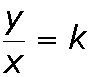 y/x = k